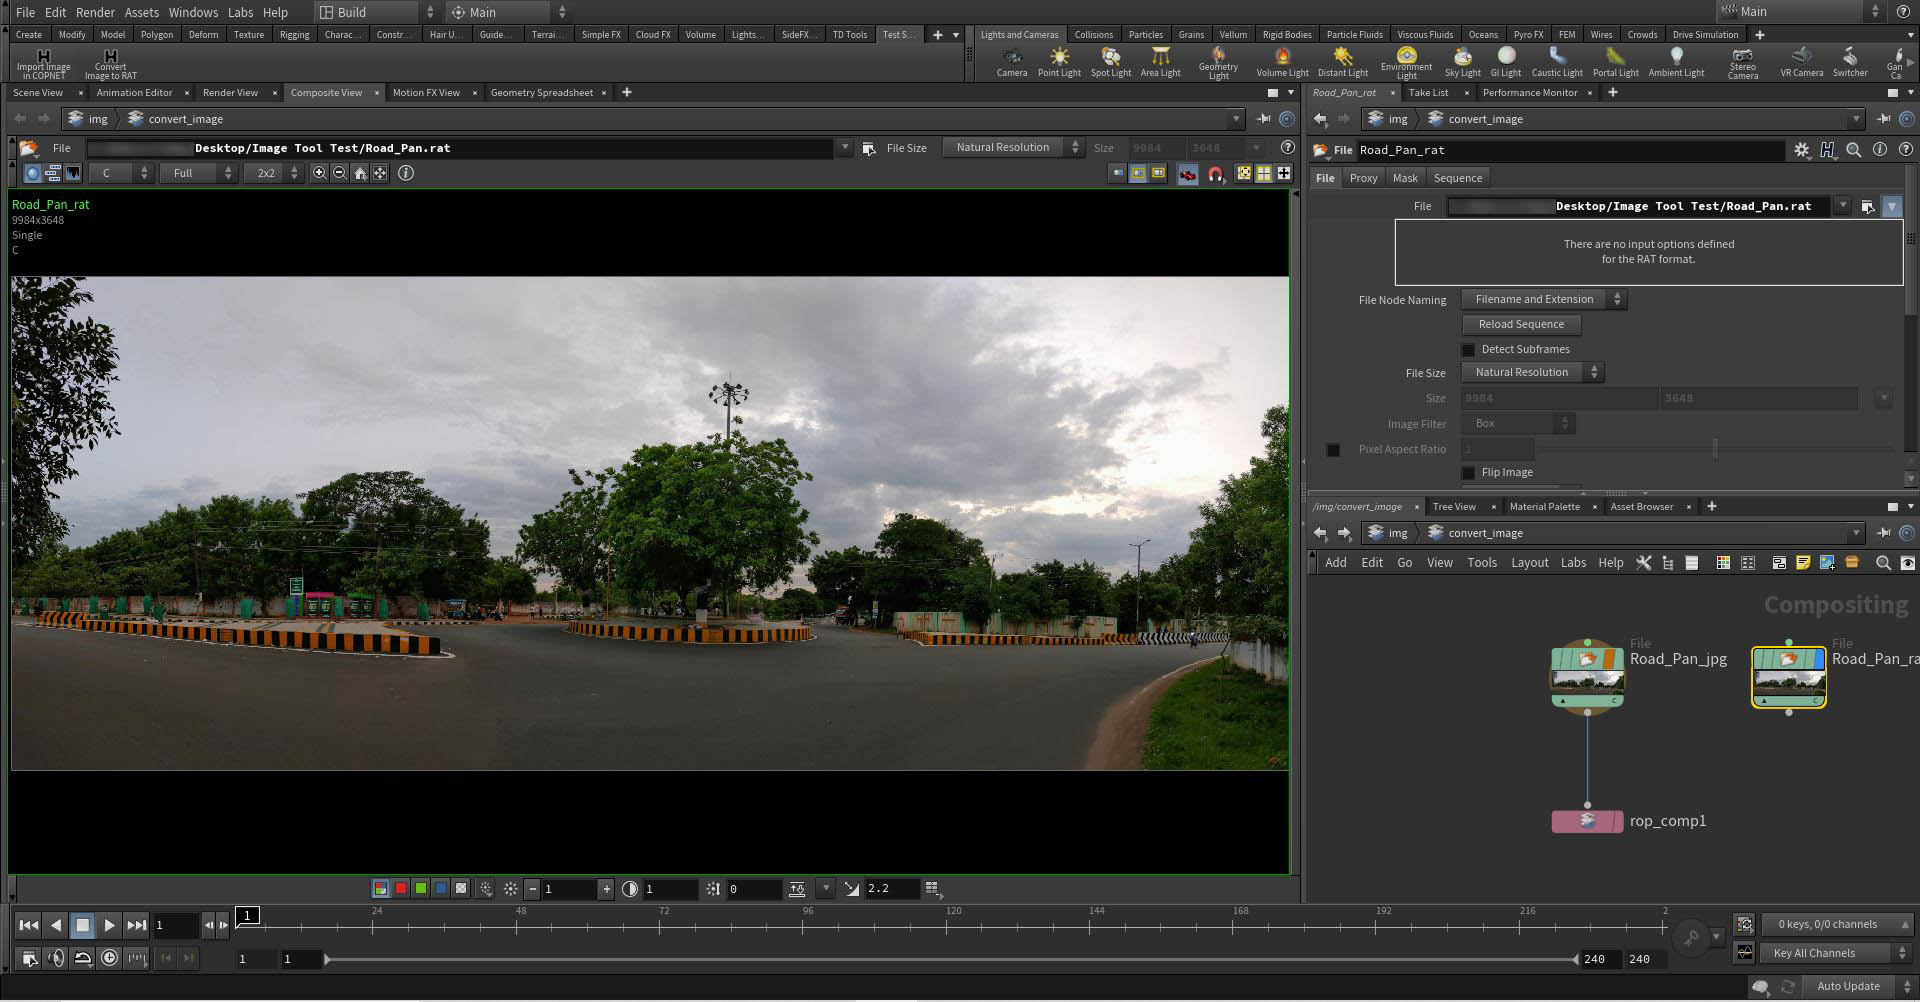 File Edit Render Assets Windows Labs Help Build Main Main
Create Modify Model Polygon Deform Texture Rigging Charac... Constr... Hair U... Guide... Terrai... Simple FX Cloud FX Volume Lights... SideFX... TD Tools Test S...
Lights and Cameras Collisions Particles Grains Vellum Rigid Bodies Particle Fluids Viscous Fluids Oceans Pyro FX FEM Wires Crowds Drive Simulation
Import Image in COPNET
Convert Image to RAT
Camera Point Light Spot Light Area Light Geometry Light Volume Light Distant Light Environment Light Sky Light GI Light Caustic Light Portal Light Ambient Light Stereo Camera VR Camera Switcher Gan Ca
Scene View Animation Editor Render View Composite View Motion FX View Geometry Spreadsheet
img convert_image
File Desktop/Image Tool Test/Road_Pan.rat File Size Natural Resolution Size 9984 3648
C Full 2x2
Road_Pan_rat
9984x3648
Single
C
1 1 0 2.2
Road_Pan_rat Take List Performance Monitor
img convert_image
File Road_Pan_rat
File Proxy Mask Sequence
File Desktop/Image Tool Test/Road_Pan.rat
There are no input options defined
for the RAT format.
File Node Naming Filename and Extension
Reload Sequence
Detect Subframes
File Size Natural Resolution
Size 9984 3648
Image Filter Box
Pixel Aspect Ratio 1
Flip Image
/img/convert_image Tree View Material Palette Asset Browser
img convert_image
Add Edit Go View Tools Layout Labs Help
Compositing
File
Road_Pan_jpg
File
Road_Pan_ra
C
C
rop_comp1
1 1 24 48 72 96 120 144 168 192 216 2
0 keys, 0/0 channels
1 1 240 240
Key All Channels
Auto Update